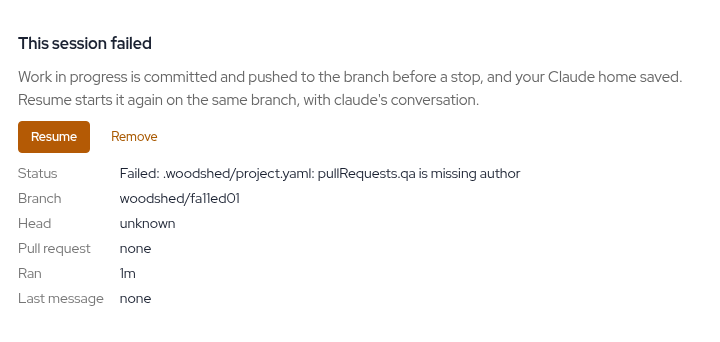 This session failed
Work in progress is committed and pushed to the branch before a stop, and your Claude home saved.
Resume starts it again on the same branch, with claude's conversation.
Resume Remove
Status Failed: .woodshed/project.yaml: pullRequests.qa is missing author
Branch woodshed/fa11ed01
Head unknown
Pull request none
Ran 1m
Last message none